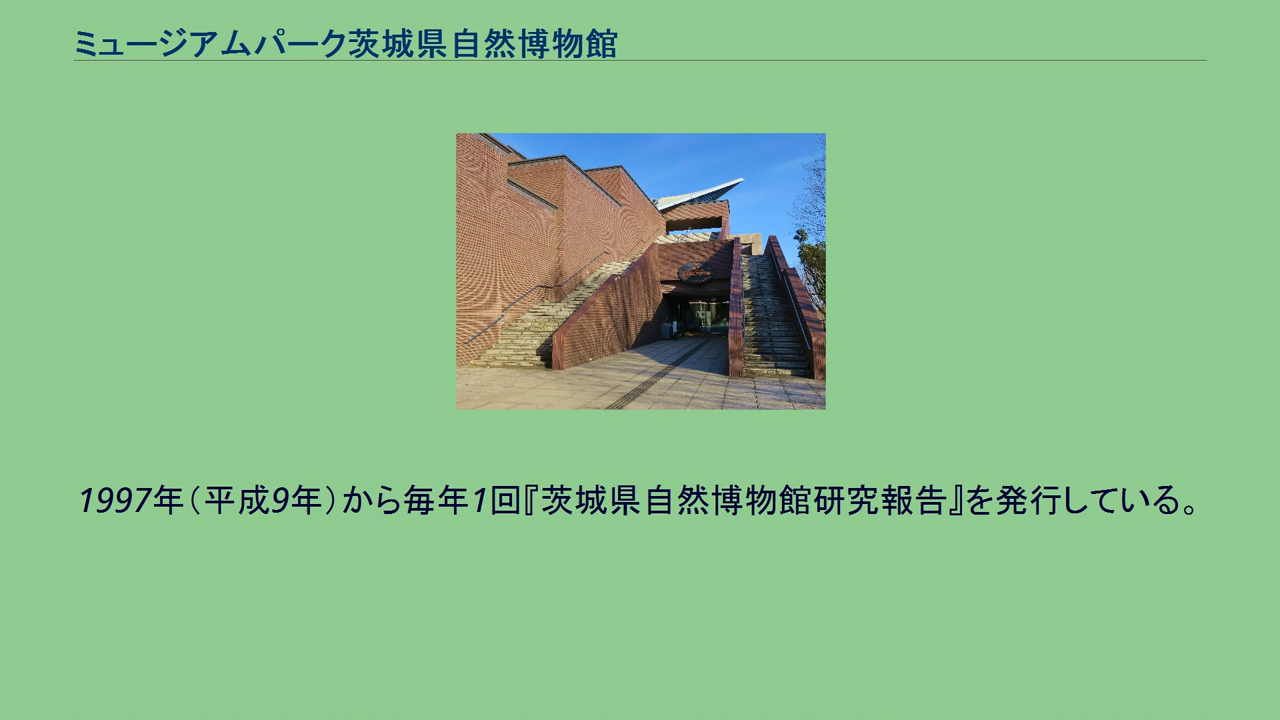 ミュージアムパーク茨城県自然博物館
1997年（平成9年）から毎年1回『茨城県自然博物館研究報告』を発行している。